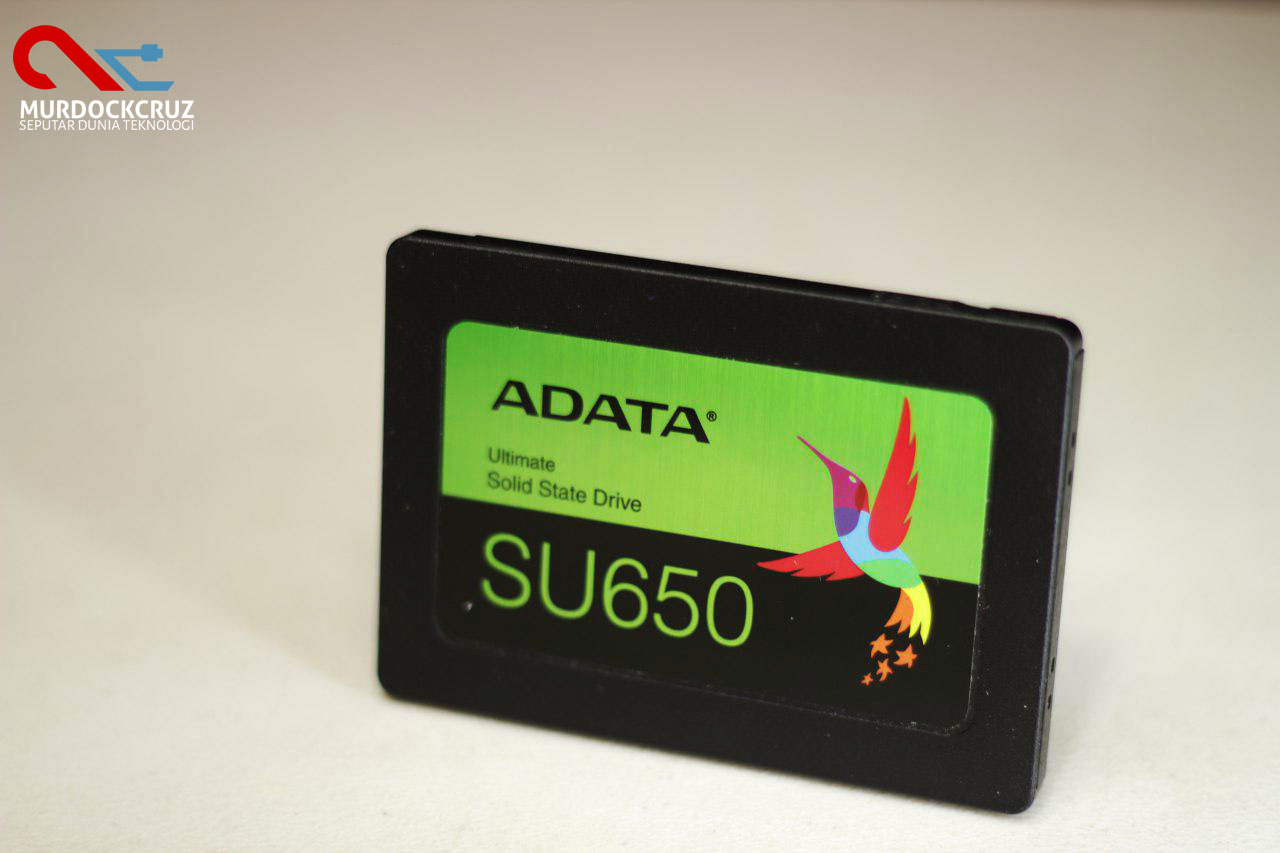 MURDOCKCRUZ
SEPUTAR DUNIA TEKNOLOGI
ADATA®
Ultimate
Solid State Drive
SU650